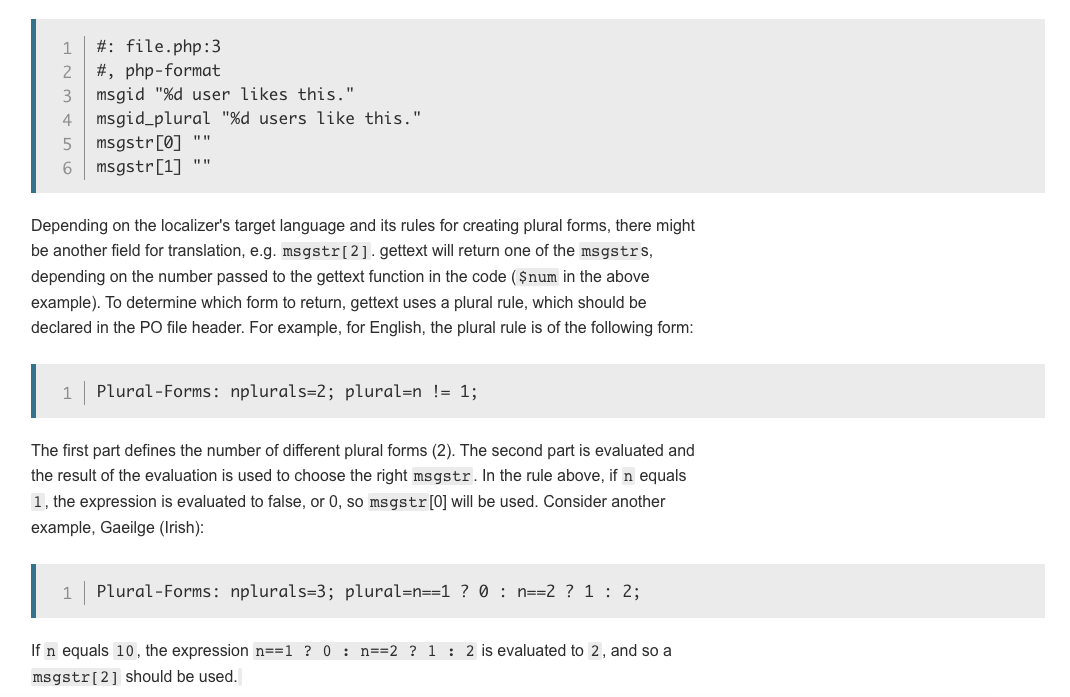 1 #: file.php:3
2 #, php-format
3 msgid "%d user likes this."
4 msgid_plural "%d users like this."
5 msgstr[0] ""
6 msgstr[1] ""
Depending on the localizer's target language and its rules for creating plural forms, there might
be another field for translation, e.g. msgstr[2]. gettext will return one of the msgstrs,
depending on the number passed to the gettext function in the code ($num in the above
example). To determine which form to return, gettext uses a plural rule, which should be
declared in the PO file header. For example, for English, the plural rule is of the following form:
1 Plural-Forms: nplurals=2; plural=n != 1;
The first part defines the number of different plural forms (2). The second part is evaluated and
the result of the evaluation is used to choose the right msgstr. In the rule above, if n equals
1, the expression is evaluated to false, or 0, so msgstr[0] will be used. Consider another
example, Gaeilge (Irish):
1 Plural-Forms: nplurals=3; plural=n==1 ? 0 : n==2 ? 1 : 2;
If n equals 10, the expression n==1 ? 0 : n==2 ? 1 : 2 is evaluated to 2, and so a
msgstr[2] should be used.